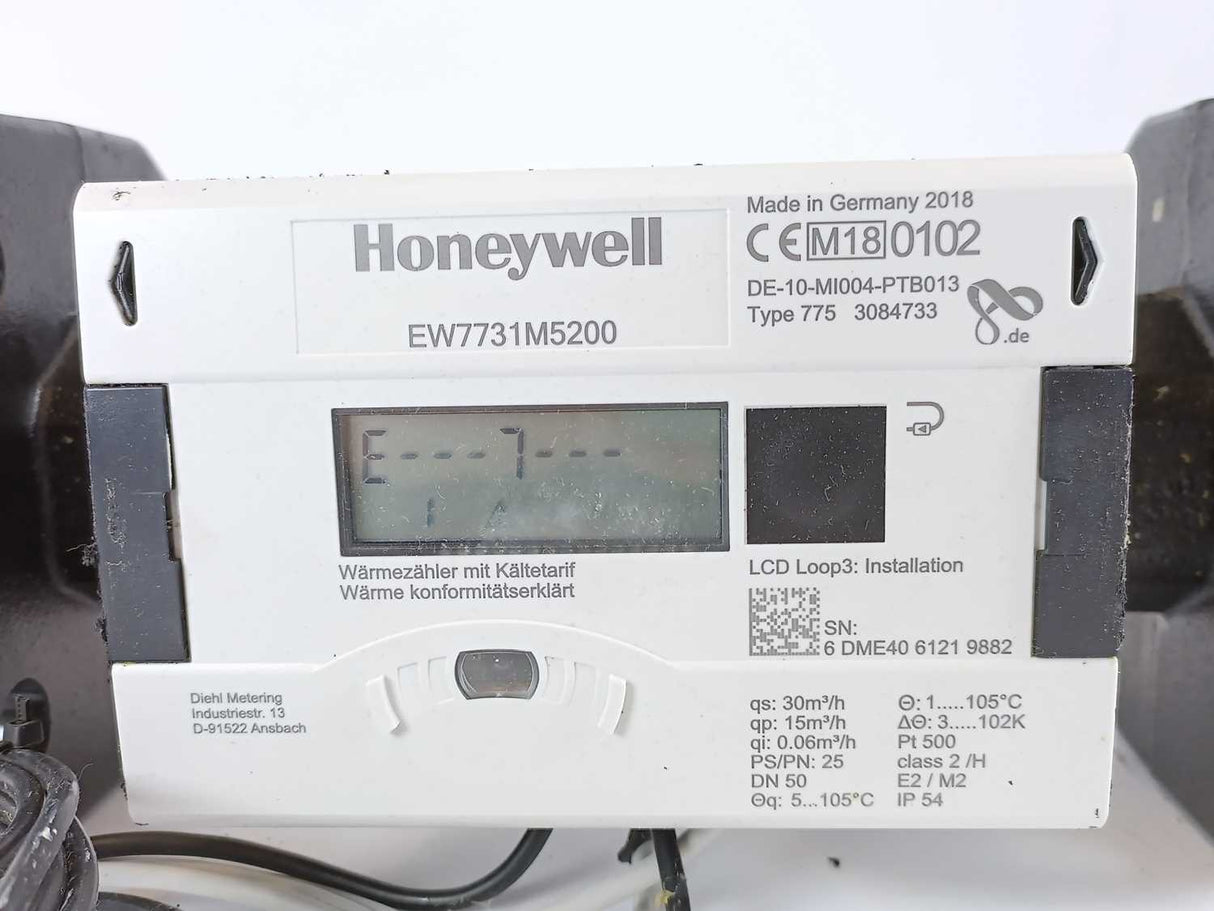 Honeywell
EW7731M5200
Made in Germany 2018
CE M18 0102
DE-10-MI004-PTB013
Type 775 3084733
.de
E---7---
1
Wärmezähler mit Kältetarif
Wärme konformitätserklärt
LCD Loop3: Installation
SN:
6 DME40 6121 9882
Diehl Metering
Industriestr. 13
D-91522 Ansbach
qs: 30m³/h
qp: 15m³/h
qi: 0.06m³/h
PS/PN: 25
DN 50
Θq: 5...105°C
Θ: 1.....105°C
ΔΘ: 3.....102K
Pt 500
class 2 /H
E2 / M2
IP 54